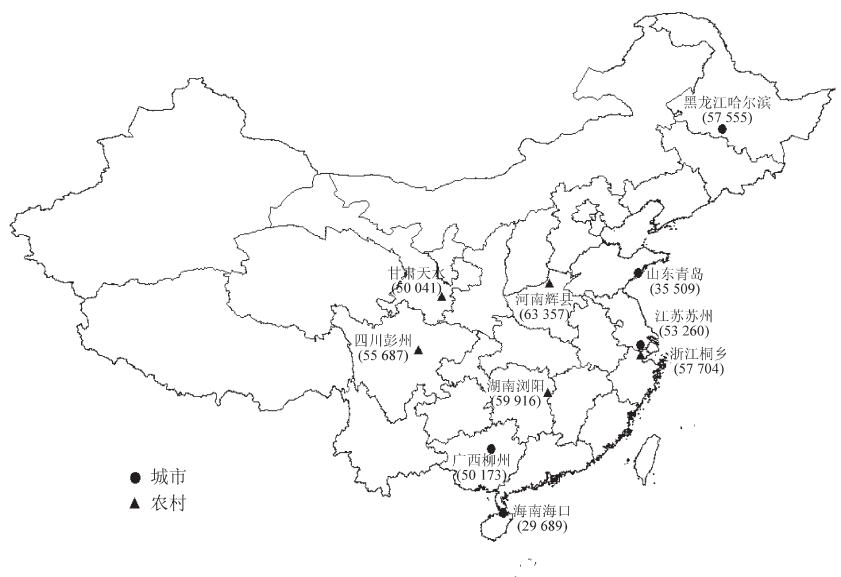 黑龙江哈尔滨
(57 555)
甘肃天水
(50 041)
河南辉县
(63 357)
山东青岛
(35 509)
江苏苏州
(53 260)
四川彭州
(55 687)
浙江桐乡
(57 704)
湖南浏阳
(59 916)
广西柳州
(50 173)
城市
农村
海南海口
(29 689)